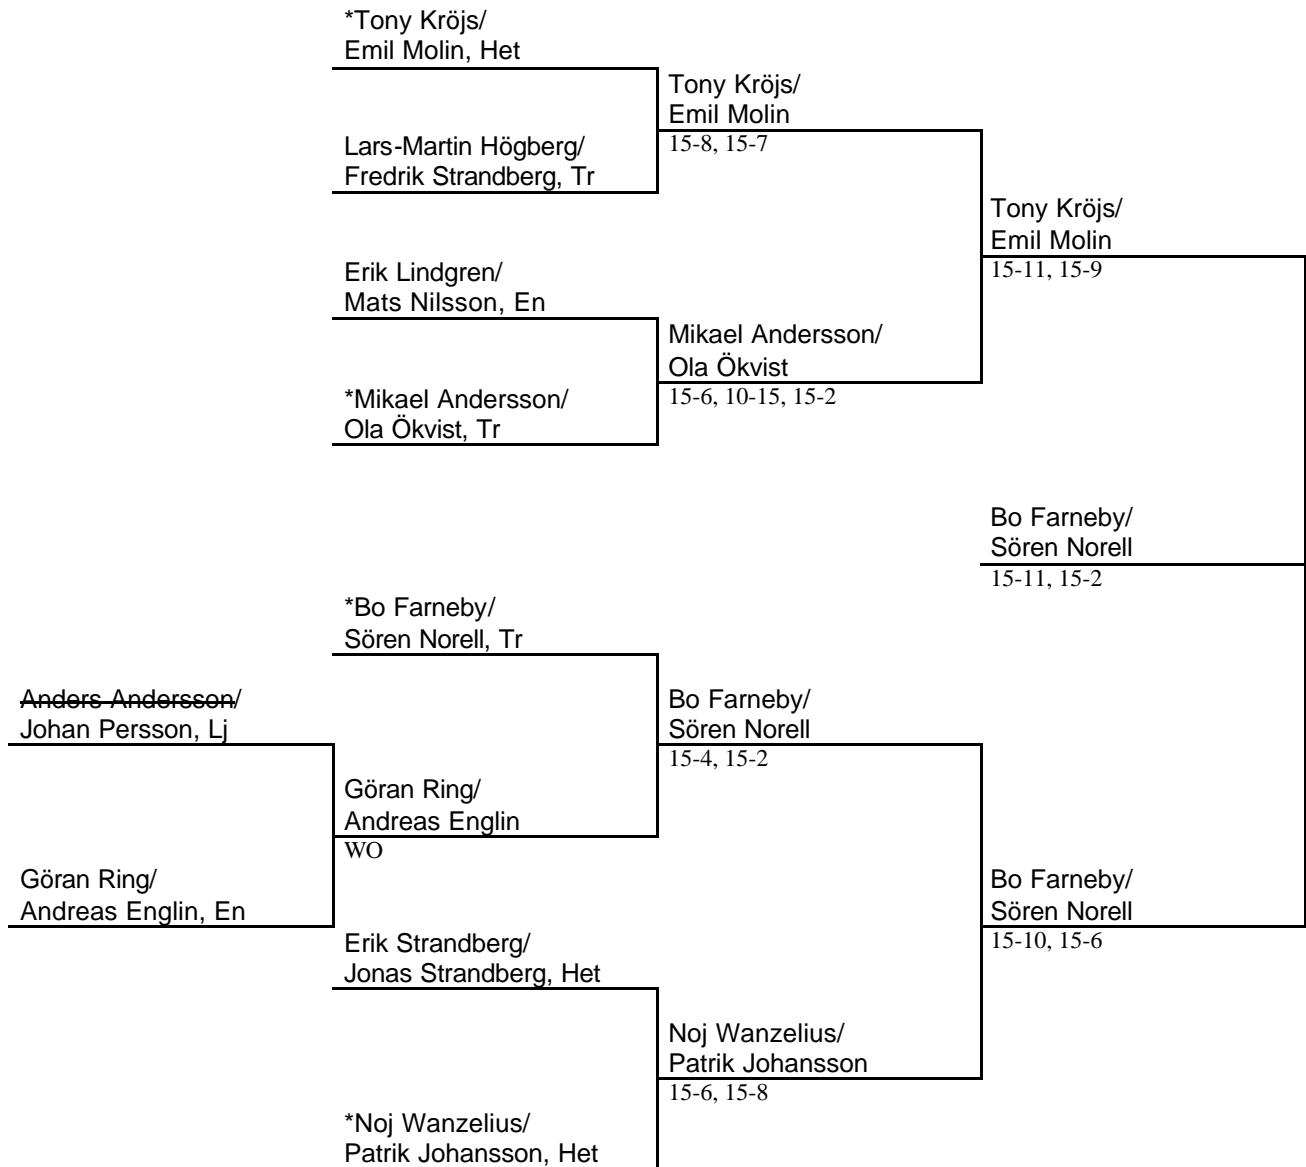 *Tony Kröjs/
Emil Molin, Het
Tony Kröjs/
Emil Molin
15-8, 15-7
Lars-Martin Högberg/
Fredrik Strandberg, Tr
Tony Kröjs/
Emil Molin
15-11, 15-9
Erik Lindgren/
Mats Nilsson, En
Mikael Andersson/
Ola Ökvist
15-6, 10-15, 15-2
*Mikael Andersson/
Ola Ökvist, Tr
Bo Farneby/
Sören Norell
15-11, 15-2
*Bo Farneby/
Sören Norell, Tr
Anders Andersson/
Johan Persson, Lj
Bo Farneby/
Sören Norell
15-4, 15-2
Göran Ring/
Andreas Englin
WO
Göran Ring/
Andreas Englin, En
Bo Farneby/
Sören Norell
15-10, 15-6
Erik Strandberg/
Jonas Strandberg, Het
Noj Wanzelius/
Patrik Johansson
15-6, 15-8
*Noj Wanzelius/
Patrik Johansson, Het